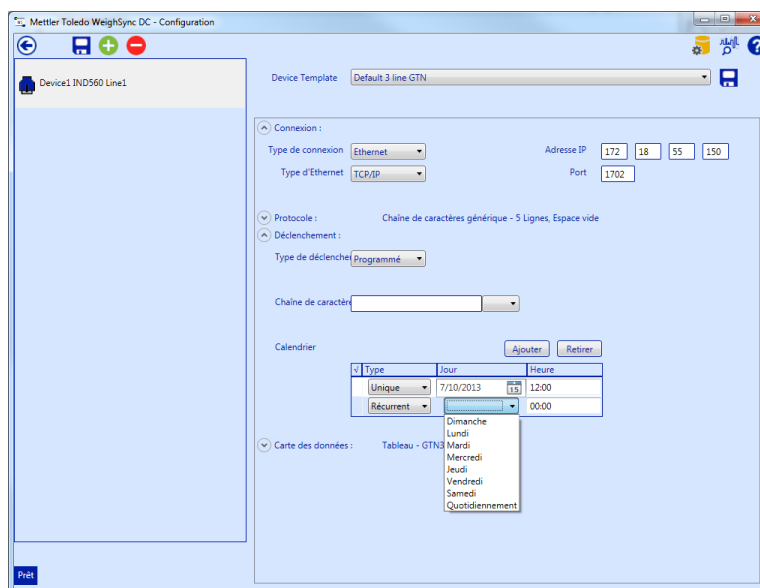 Mettler Toledo WeighSync DC - Configuration
Device1 IND560 Line1
Device Template Default 3 line GTN
Connexion :
Type de connexion Ethernet Adresse IP 172 18 55 150
Type d'Ethernet TCP/IP Port 1702
Protocole : Chaîne de caractères générique - 5 Lignes, Espace vide
Déclenchement :
Type de déclencher Programmé
Chaîne de caractère
Calendrier Ajouter Retirer
√ Type Jour Heure
Unique 7/10/2013 15 12:00
Récurrent 00:00
Dimanche
Lundi
Carte des données : Tableau - GTN3 Mardi
Mercredi
Jeudi
Vendredi
Samedi
Quotidiennement
Prêt